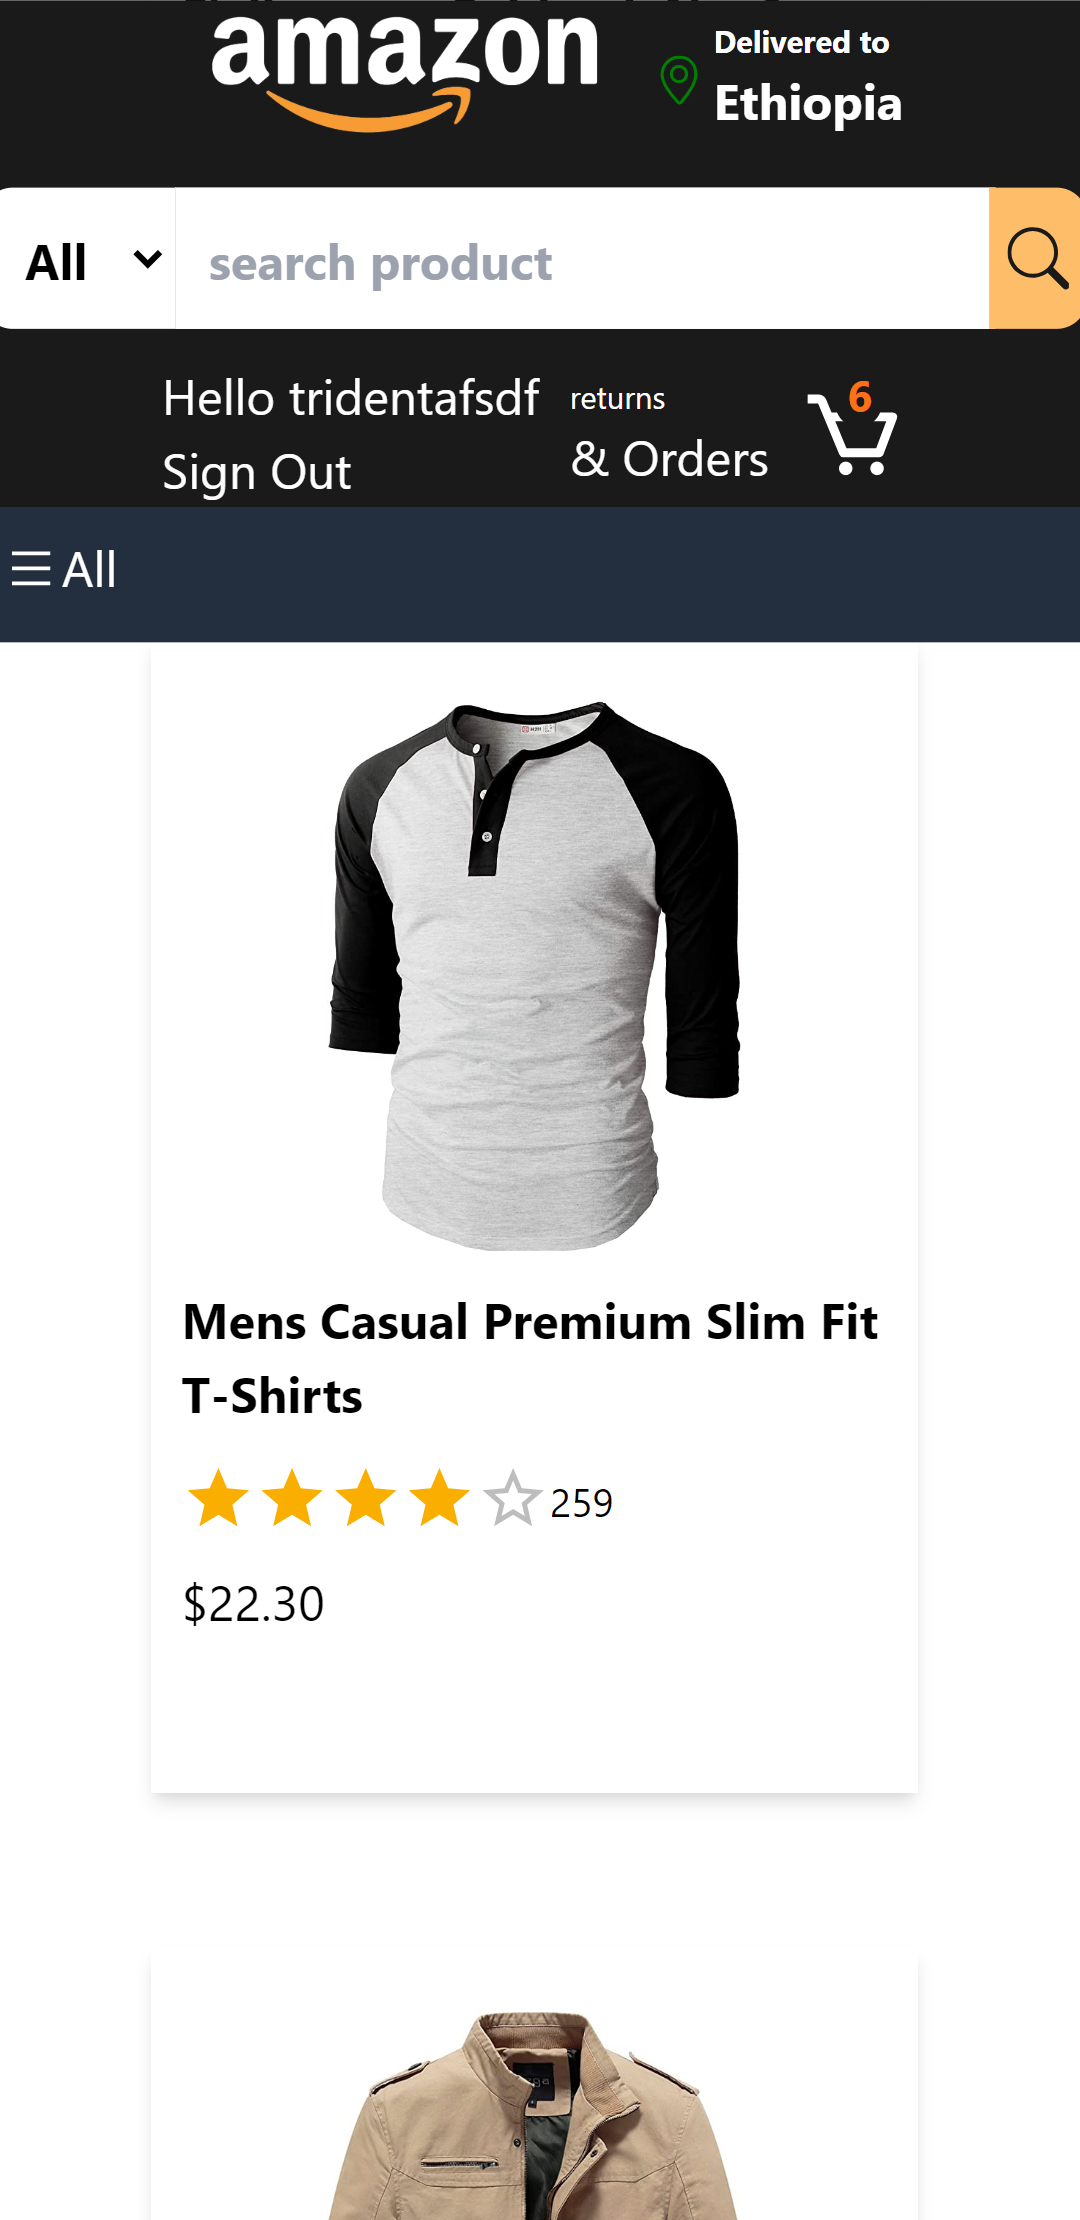 amazon
Delivered to
Ethiopia
All
search product
Hello tridentafsdf
Sign Out
returns
& Orders
6
All
Mens Casual Premium Slim Fit
T-Shirts
259
$22.30